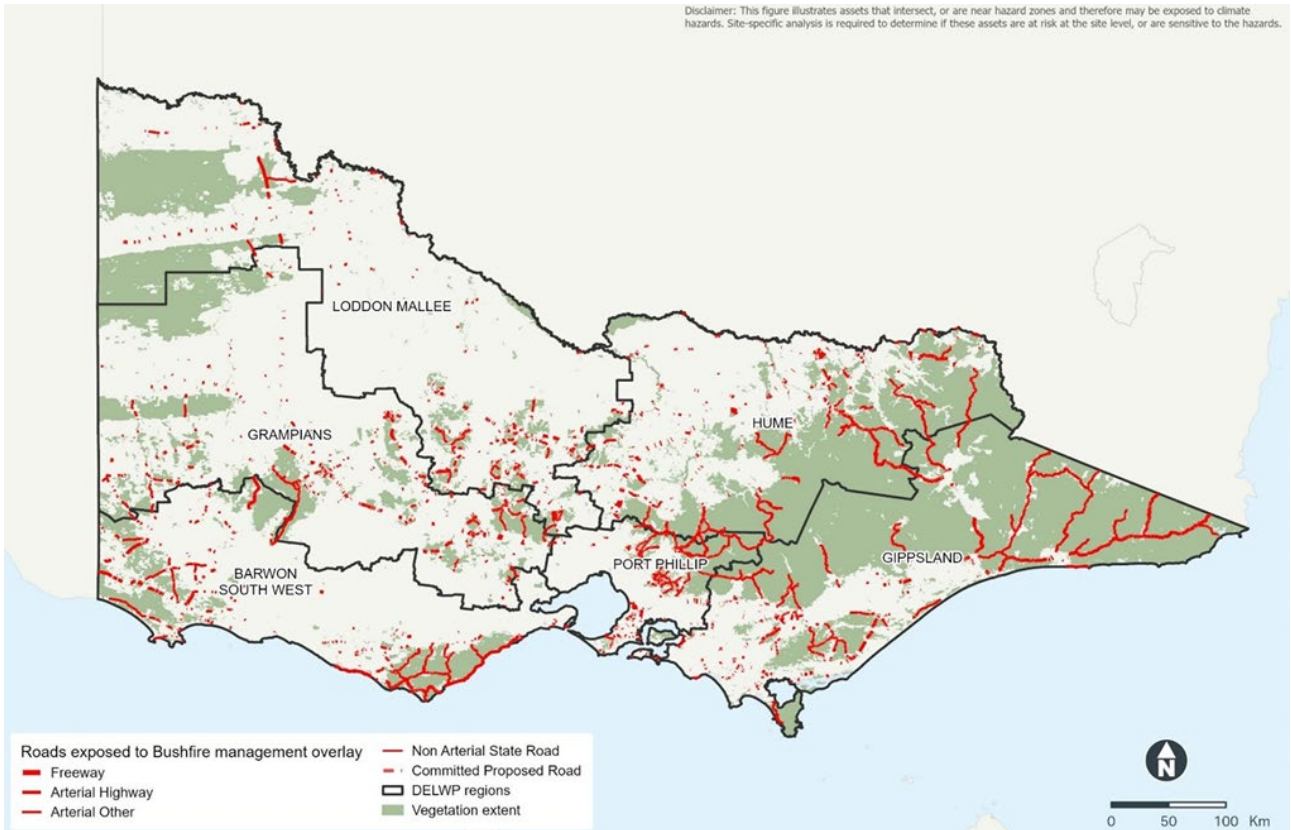 Disclaimer: This figure illustrates assets that intersect, or are near hazard zones and therefore may be exposed to climate
hazards. Site-specific analysis is required to determine if these assets are at risk at the site level, or are sensitive to the hazards.
LODDON MALLEE
GRAMPIANS
HUME
BARWON
SOUTH WEST
PORT PHILLIP
GIPPSLAND
Roads exposed to Bushfire management overlay
Freeway
Arterial Highway
Arterial Other
Non Arterial State Road
Committed Proposed Road
DELWP regions
Vegetation extent
N
0 50 100 Km